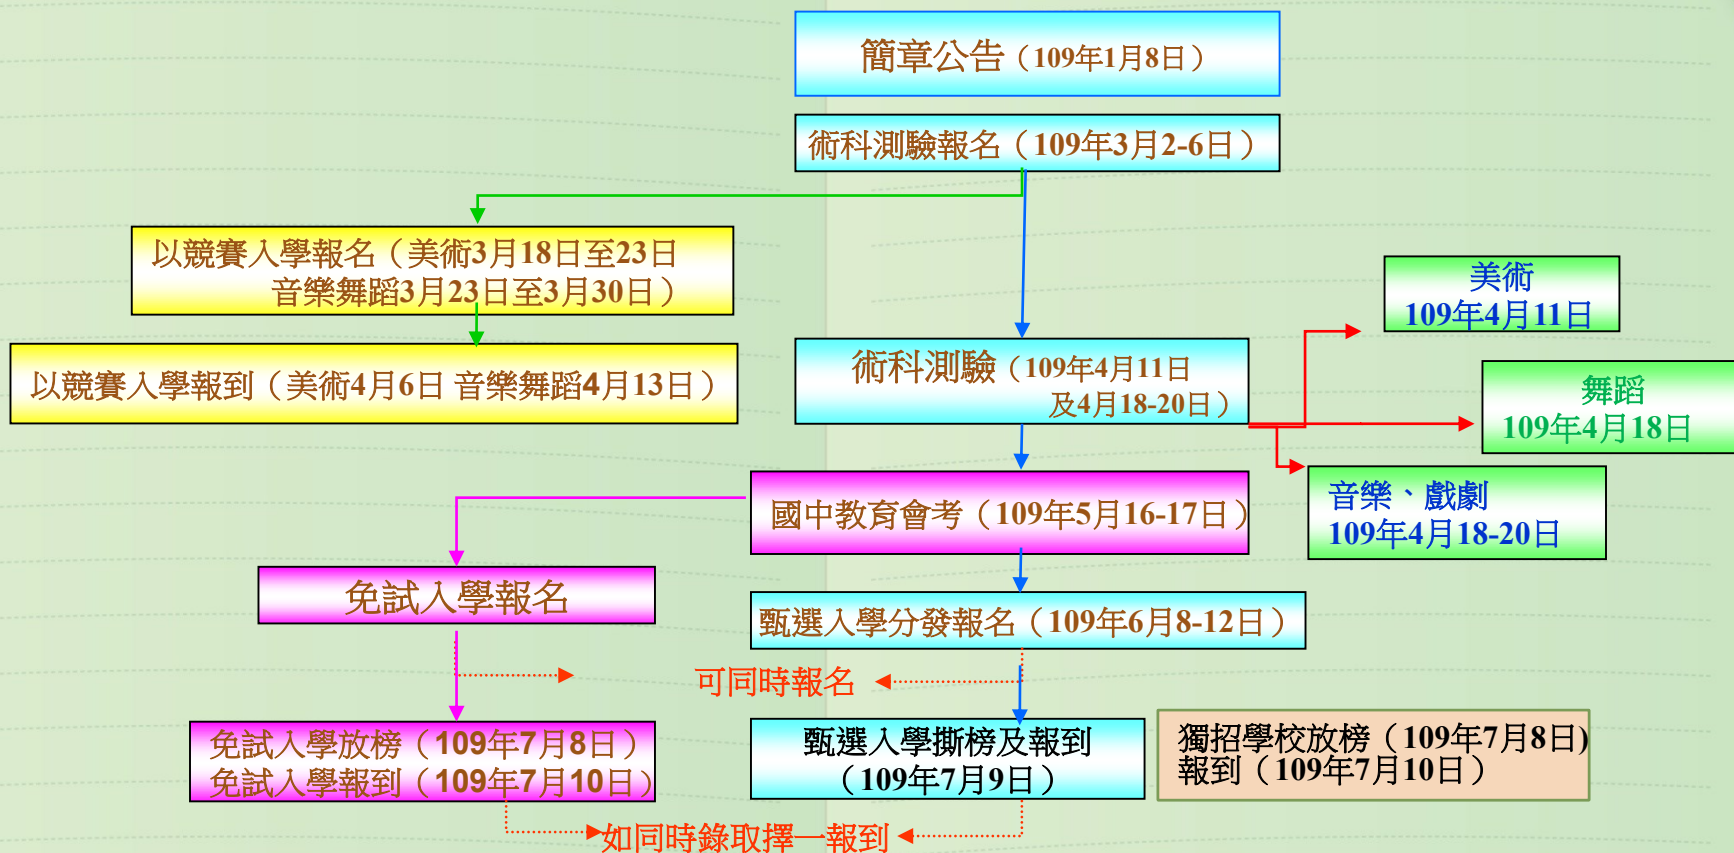 簡章公告（109年1月8日）
術科測驗報名（109年3月2-6日）
以競賽入學報名（美術3月18日至23日
音樂舞蹈3月23日至3月30日）
以競賽入學報到（美術4月6日 音樂舞蹈4月13日）
術科測驗（109年4月11日
及4月18-20日）
美術
109年4月11日
舞蹈
109年4月18日
音樂、戲劇
109年4月18-20日
國中教育會考（109年5月16-17日）
免試入學報名
甄選入學分發報名（109年6月8-12日）
可同時報名
免試入學放榜（109年7月8日）
免試入學報到（109年7月10日）
甄選入學撕榜及報到
（109年7月9日）
獨招學校放榜（109年7月8日)
報到（109年7月10日）
如同時錄取擇一報到